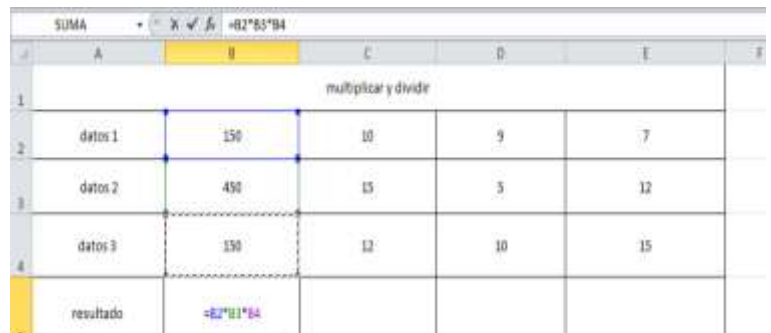 SUMA =B2*B3*B4
A B C D E F
1 multiplicar y dividir
2 datos 1 150 10 9 7
3 datos 2 450 15 5 12
4 datos 3 150 12 10 15
resultado =B2*B3*B4